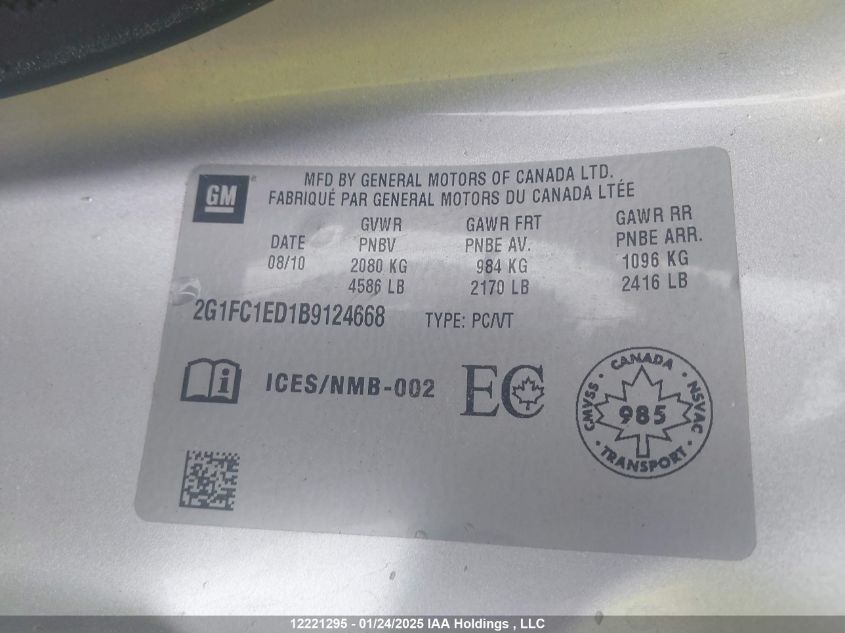 GM
MFD BY GENERAL MOTORS OF CANADA LTD.
FABRIQUÉ PAR GENERAL MOTORS DU CANADA LTÉE
DATE
08/10
GVWR
PNBV
2080 KG
4586 LB
GAWR FRT
PNBE AV.
984 KG
2170 LB
GAWR RR
PNBE ARR.
1096 KG
2416 LB
2G1FC1ED1B9124668 TYPE: PC/VT
i ICES/NMB-002 EC
CANADA
CMVSS 985 NSVAC
TRANSPORT
12221295 - 01/24/2025 IAA Holdings , LLC